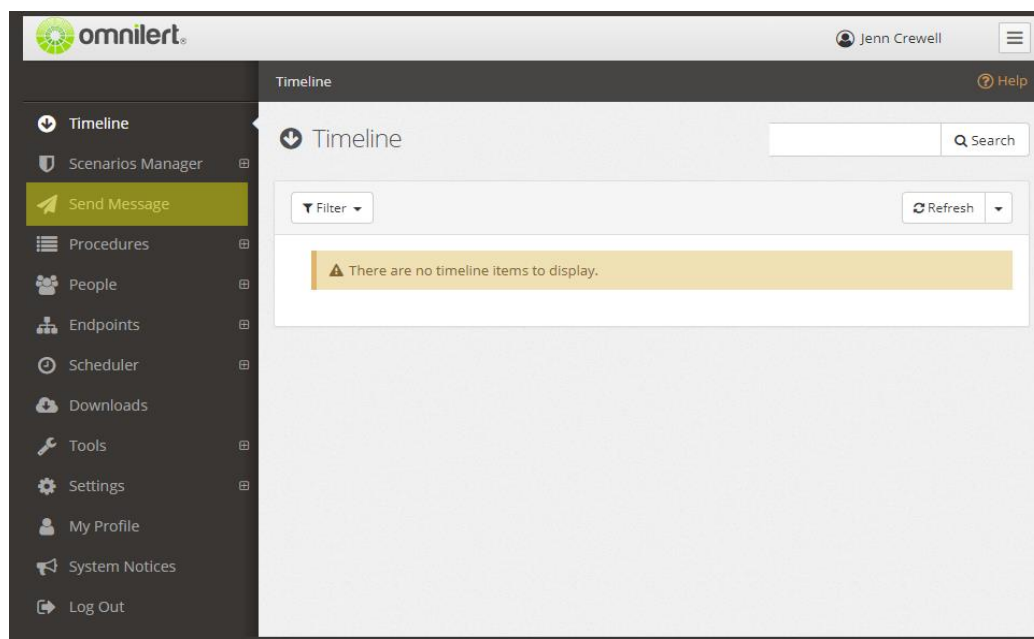 omnilert®
Jenn Crewell
Timeline
Help
Timeline
Scenarios Manager
Send Message
Procedures
People
Endpoints
Scheduler
Downloads
Tools
Settings
My Profile
System Notices
Log Out
Timeline
Search
Filter
Refresh
There are no timeline items to display.